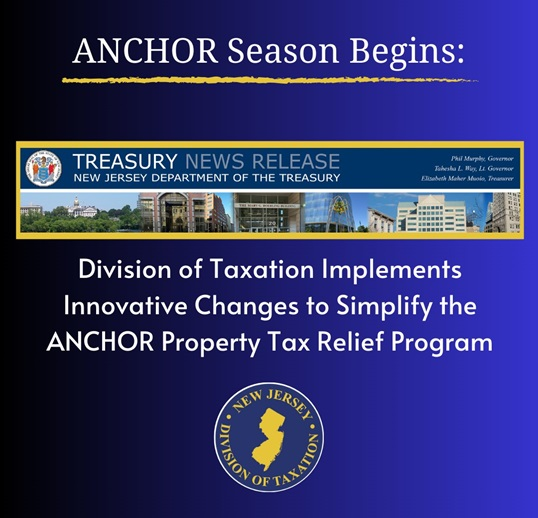 ANCHOR Season Begins:
TREASURY NEWS RELEASE
NEW JERSEY DEPARTMENT OF THE TREASURY
Phil Murphy, Governor
Tahesha L. Way, Lt. Governor
Elizabeth Maher Muoio, Treasurer
Division of Taxation Implements
Innovative Changes to Simplify the
ANCHOR Property Tax Relief Program
NEW JERSEY
DIVISION OF TAXATION